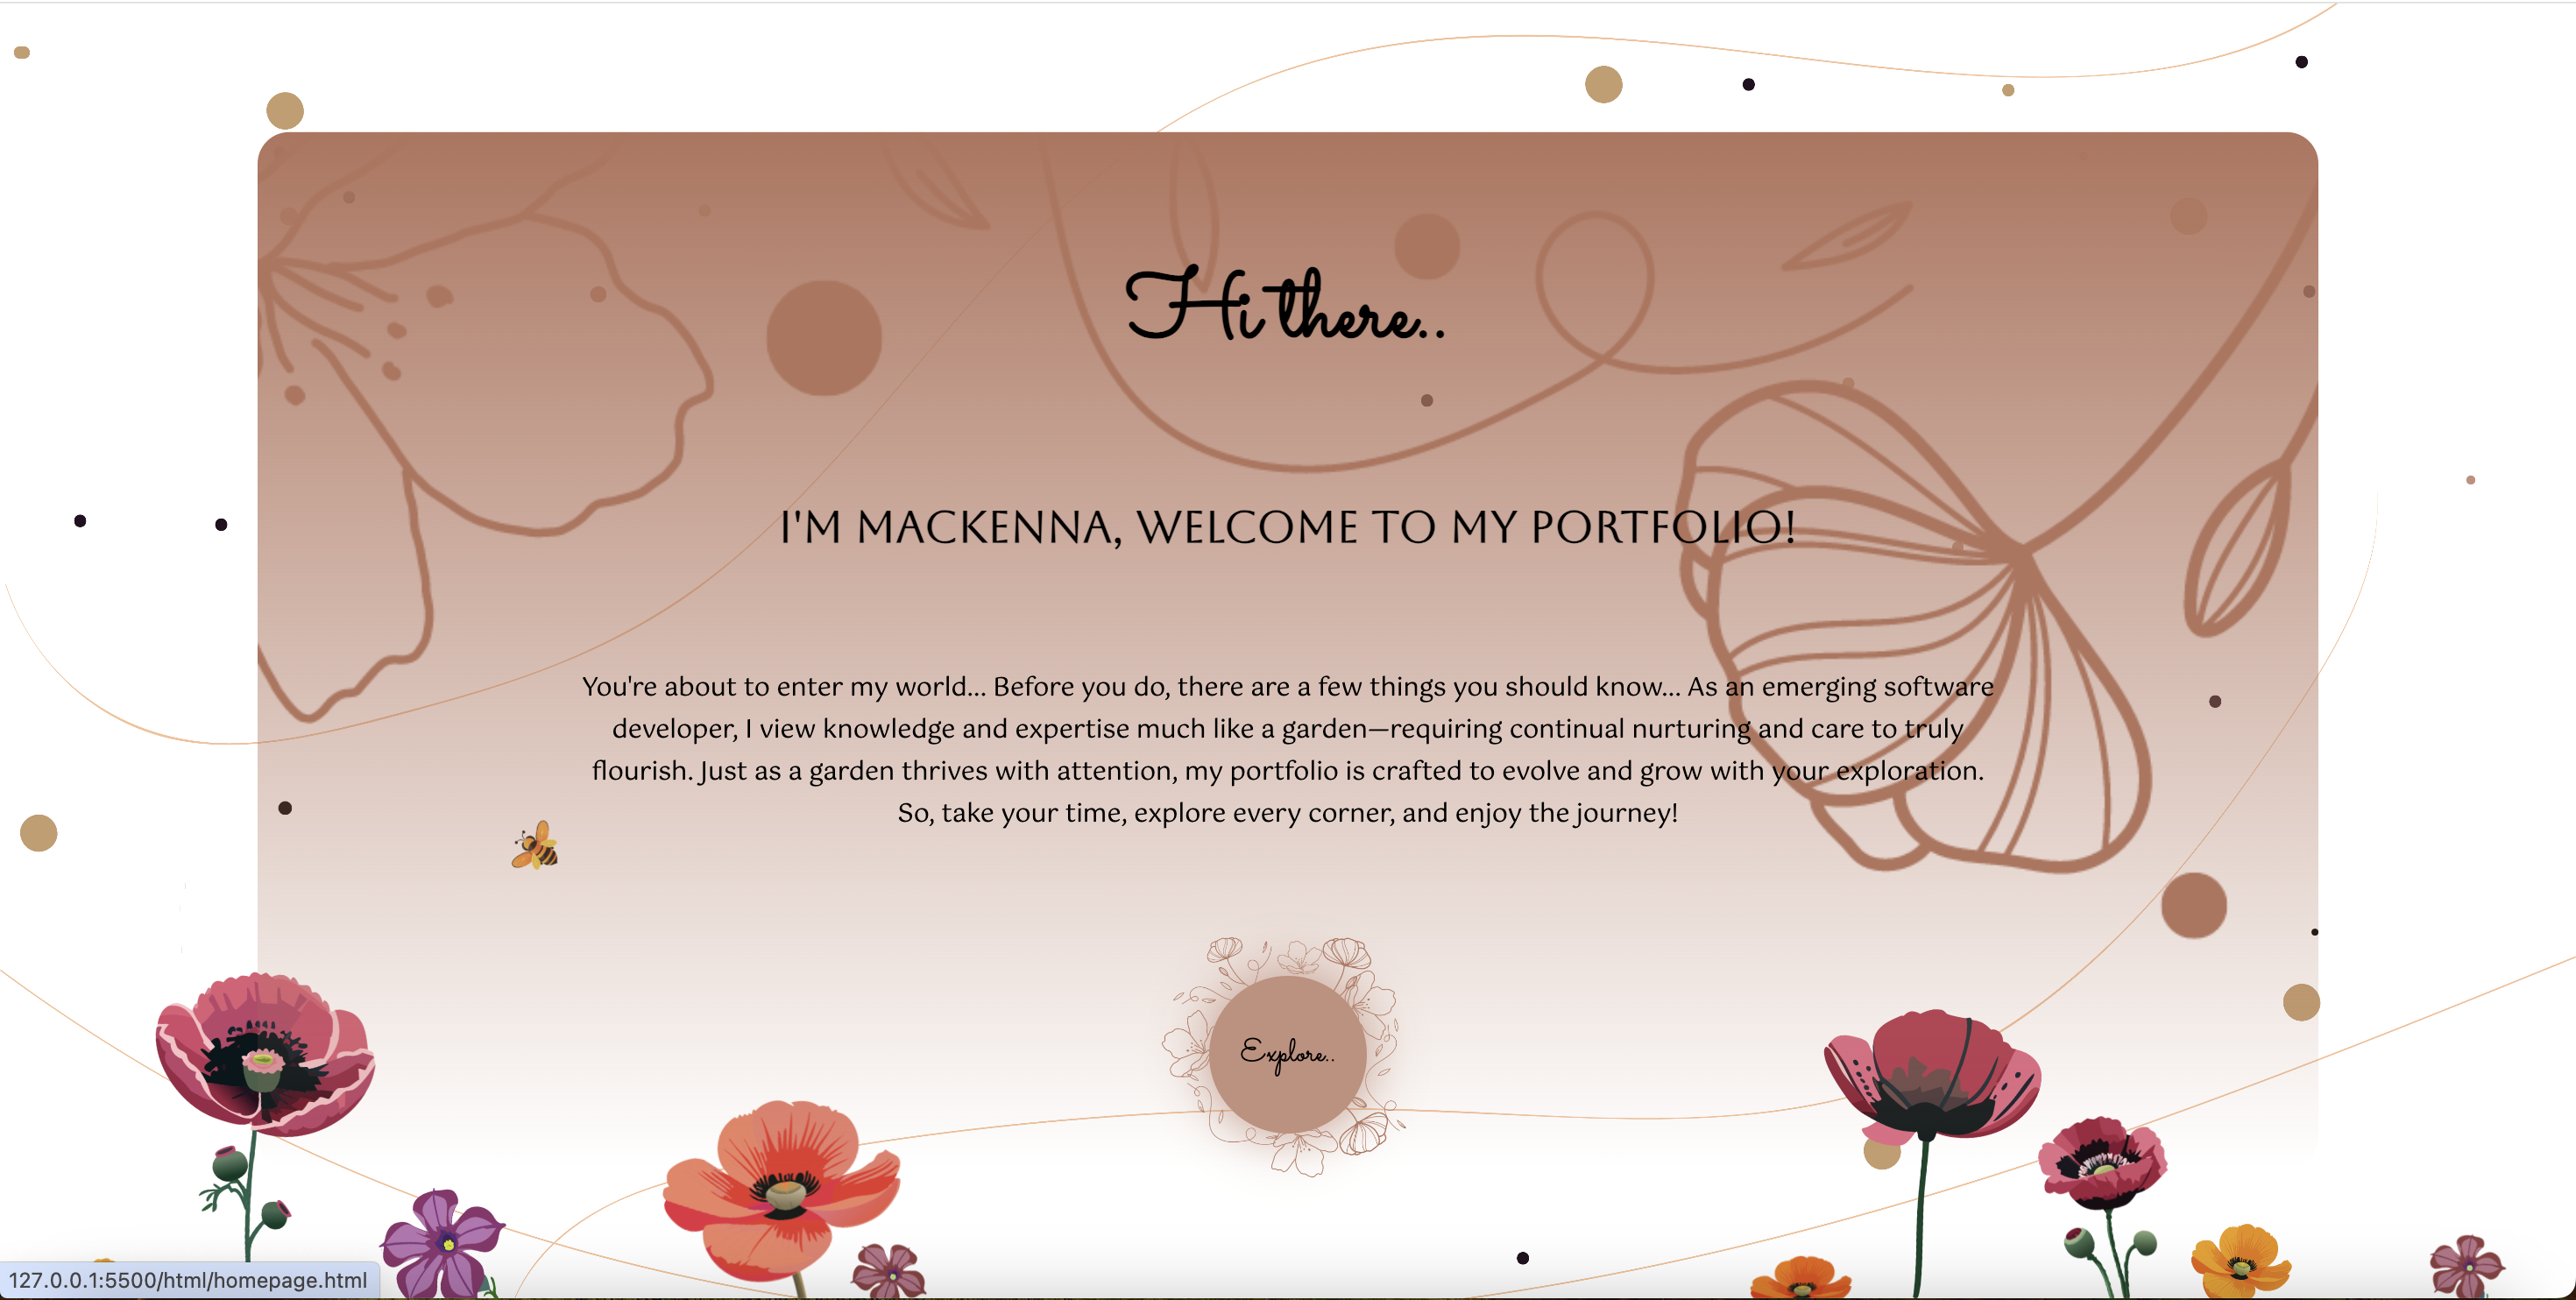 Hi there..
I'M MACKENNA, WELCOME TO MY PORTFOLIO!
You're about to enter my world... Before you do, there are a few things you should know... As an emerging software
developer, I view knowledge and expertise much like a garden—requiring continual nurturing and care to truly
flourish. Just as a garden thrives with attention, my portfolio is crafted to evolve and grow with your exploration.
So, take your time, explore every corner, and enjoy the journey!
Explore..
127.0.0.1:5500/html/homepage.html